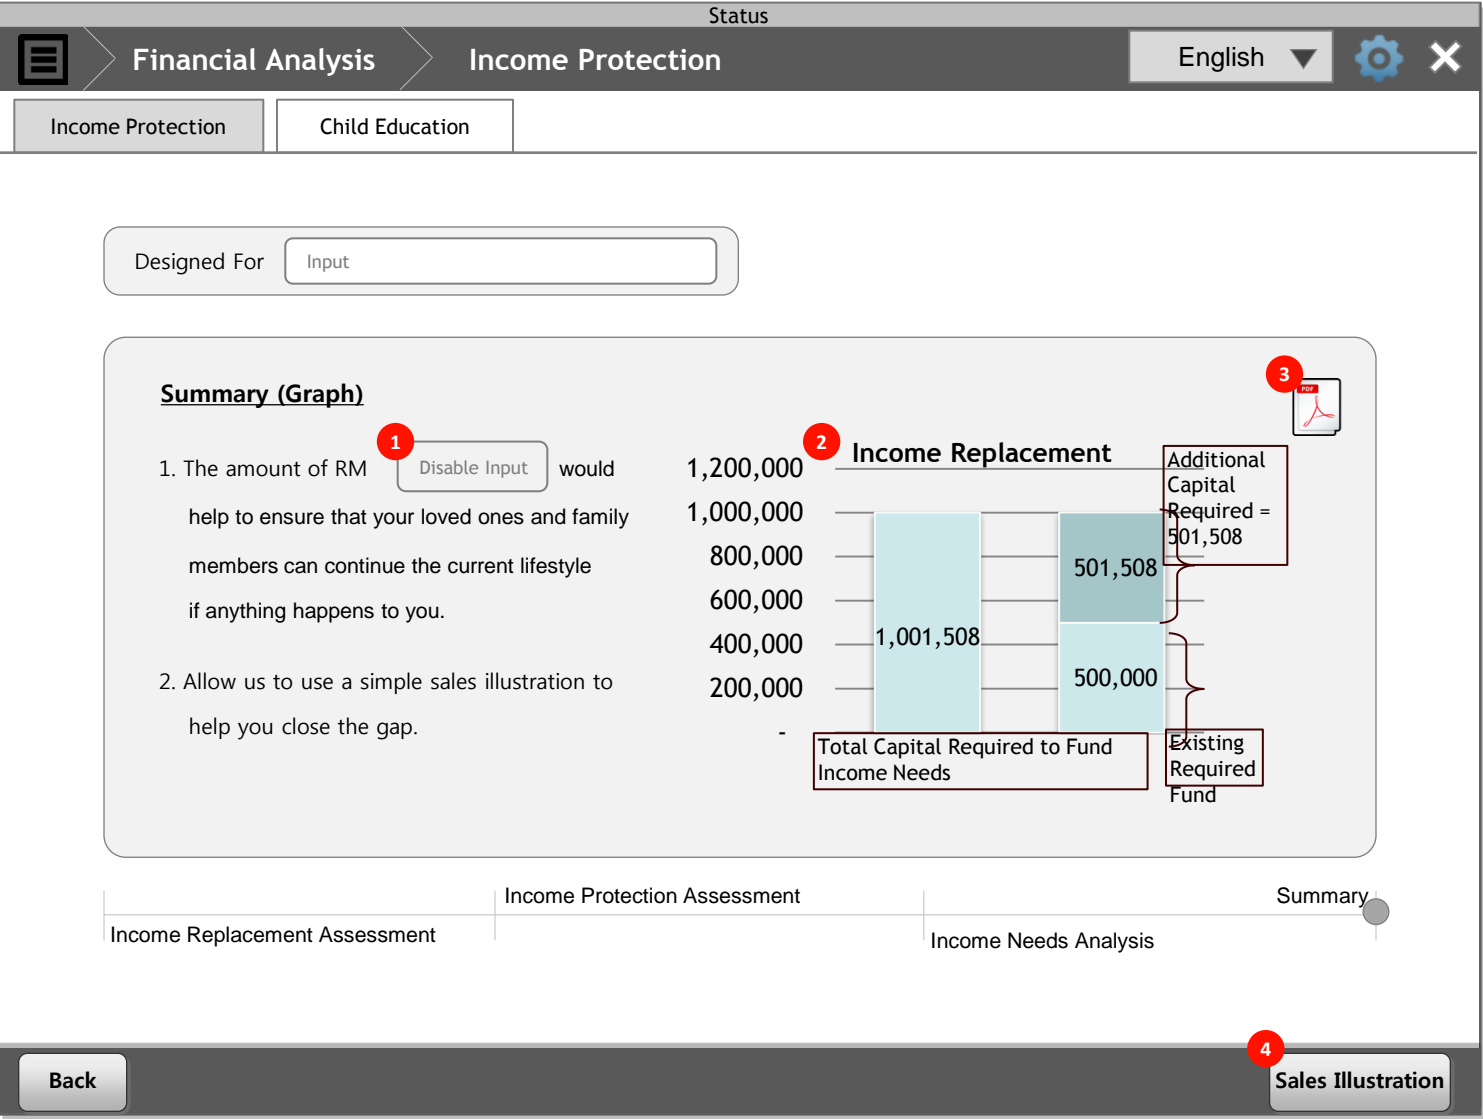 Status
Financial Analysis
Income Protection
English
Income Protection
Child Education
Designed For
Input
Summary (Graph)
1
1. The amount of RM
Disable Input
would
help to ensure that your loved ones and family
members can continue the current lifestyle
if anything happens to you.
2. Allow us to use a simple sales illustration to
help you close the gap.
2
Income Replacement
3
PDF
1,200,000
1,000,000
800,000
600,000
400,000
200,000
-
1,001,508
501,508
500,000
Additional
Capital
Required =
501,508
Total Capital Required to Fund
Income Needs
Existing
Required
Fund
Income Replacement Assessment
Income Protection Assessment
Income Needs Analysis
Summary
Back
4
Sales Illustration